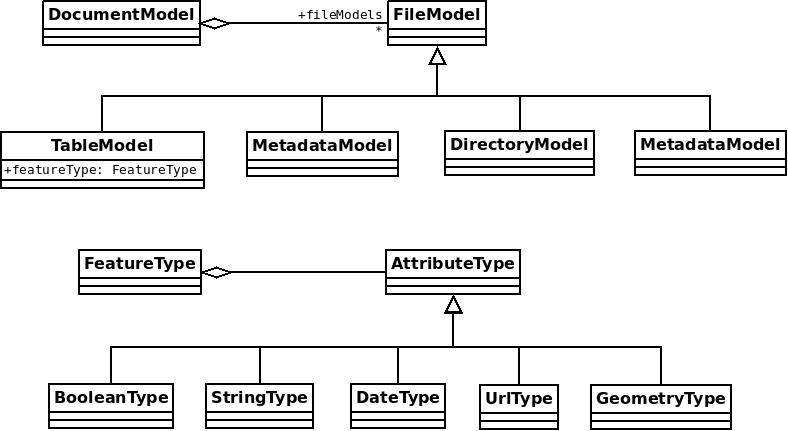 DocumentModel
+fileModels
*
FileModel
TableModel
+featureType: FeatureType
MetadataModel
DirectoryModel
MetadataModel
FeatureType
AttributeType
BooleanType
StringType
DateType
UrlType
GeometryType